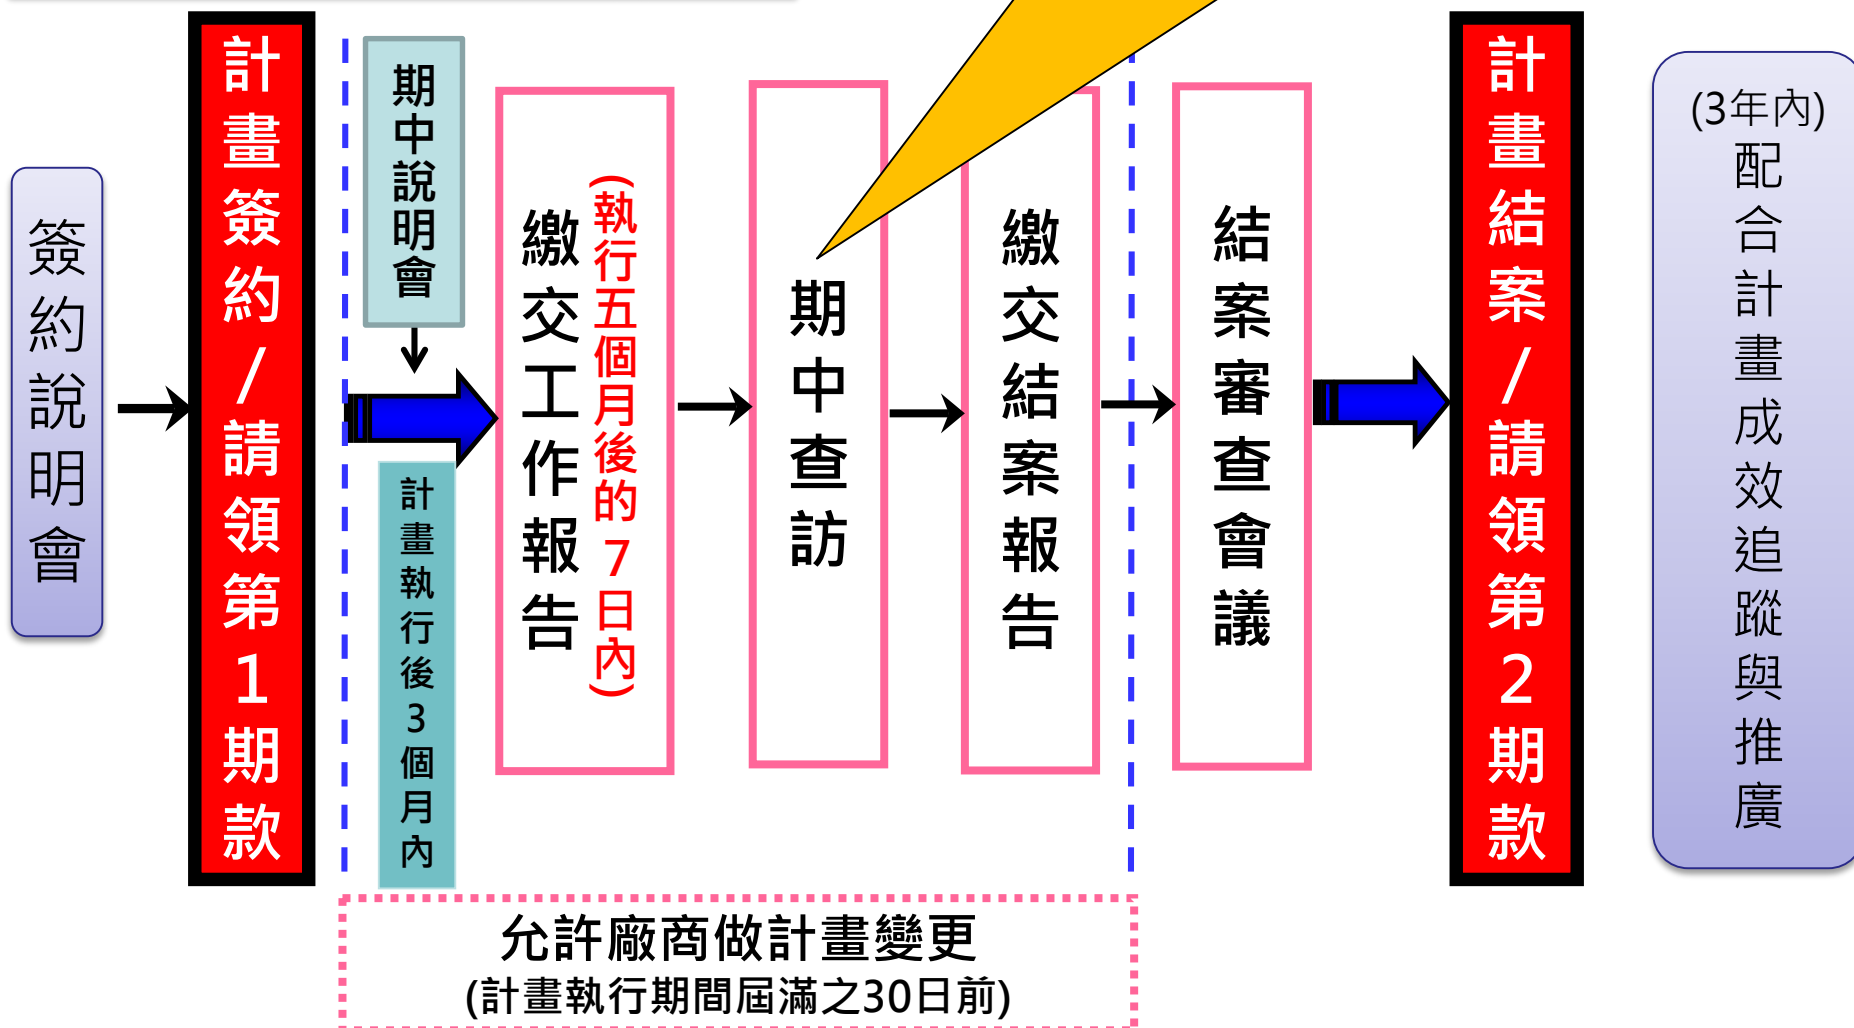 簽約說明會
計畫簽約/請領第1期款
期中說明會
計畫執行後3個月內
繳交工作報告
(執行五個月後的7日內)
期中查訪
繳交結案報告
結案審查會議
計畫結案/請領第2期款
(3年內)
配合計畫成效追蹤與推廣
允許廠商做計畫變更
(計畫執行期間屆滿之30日前)